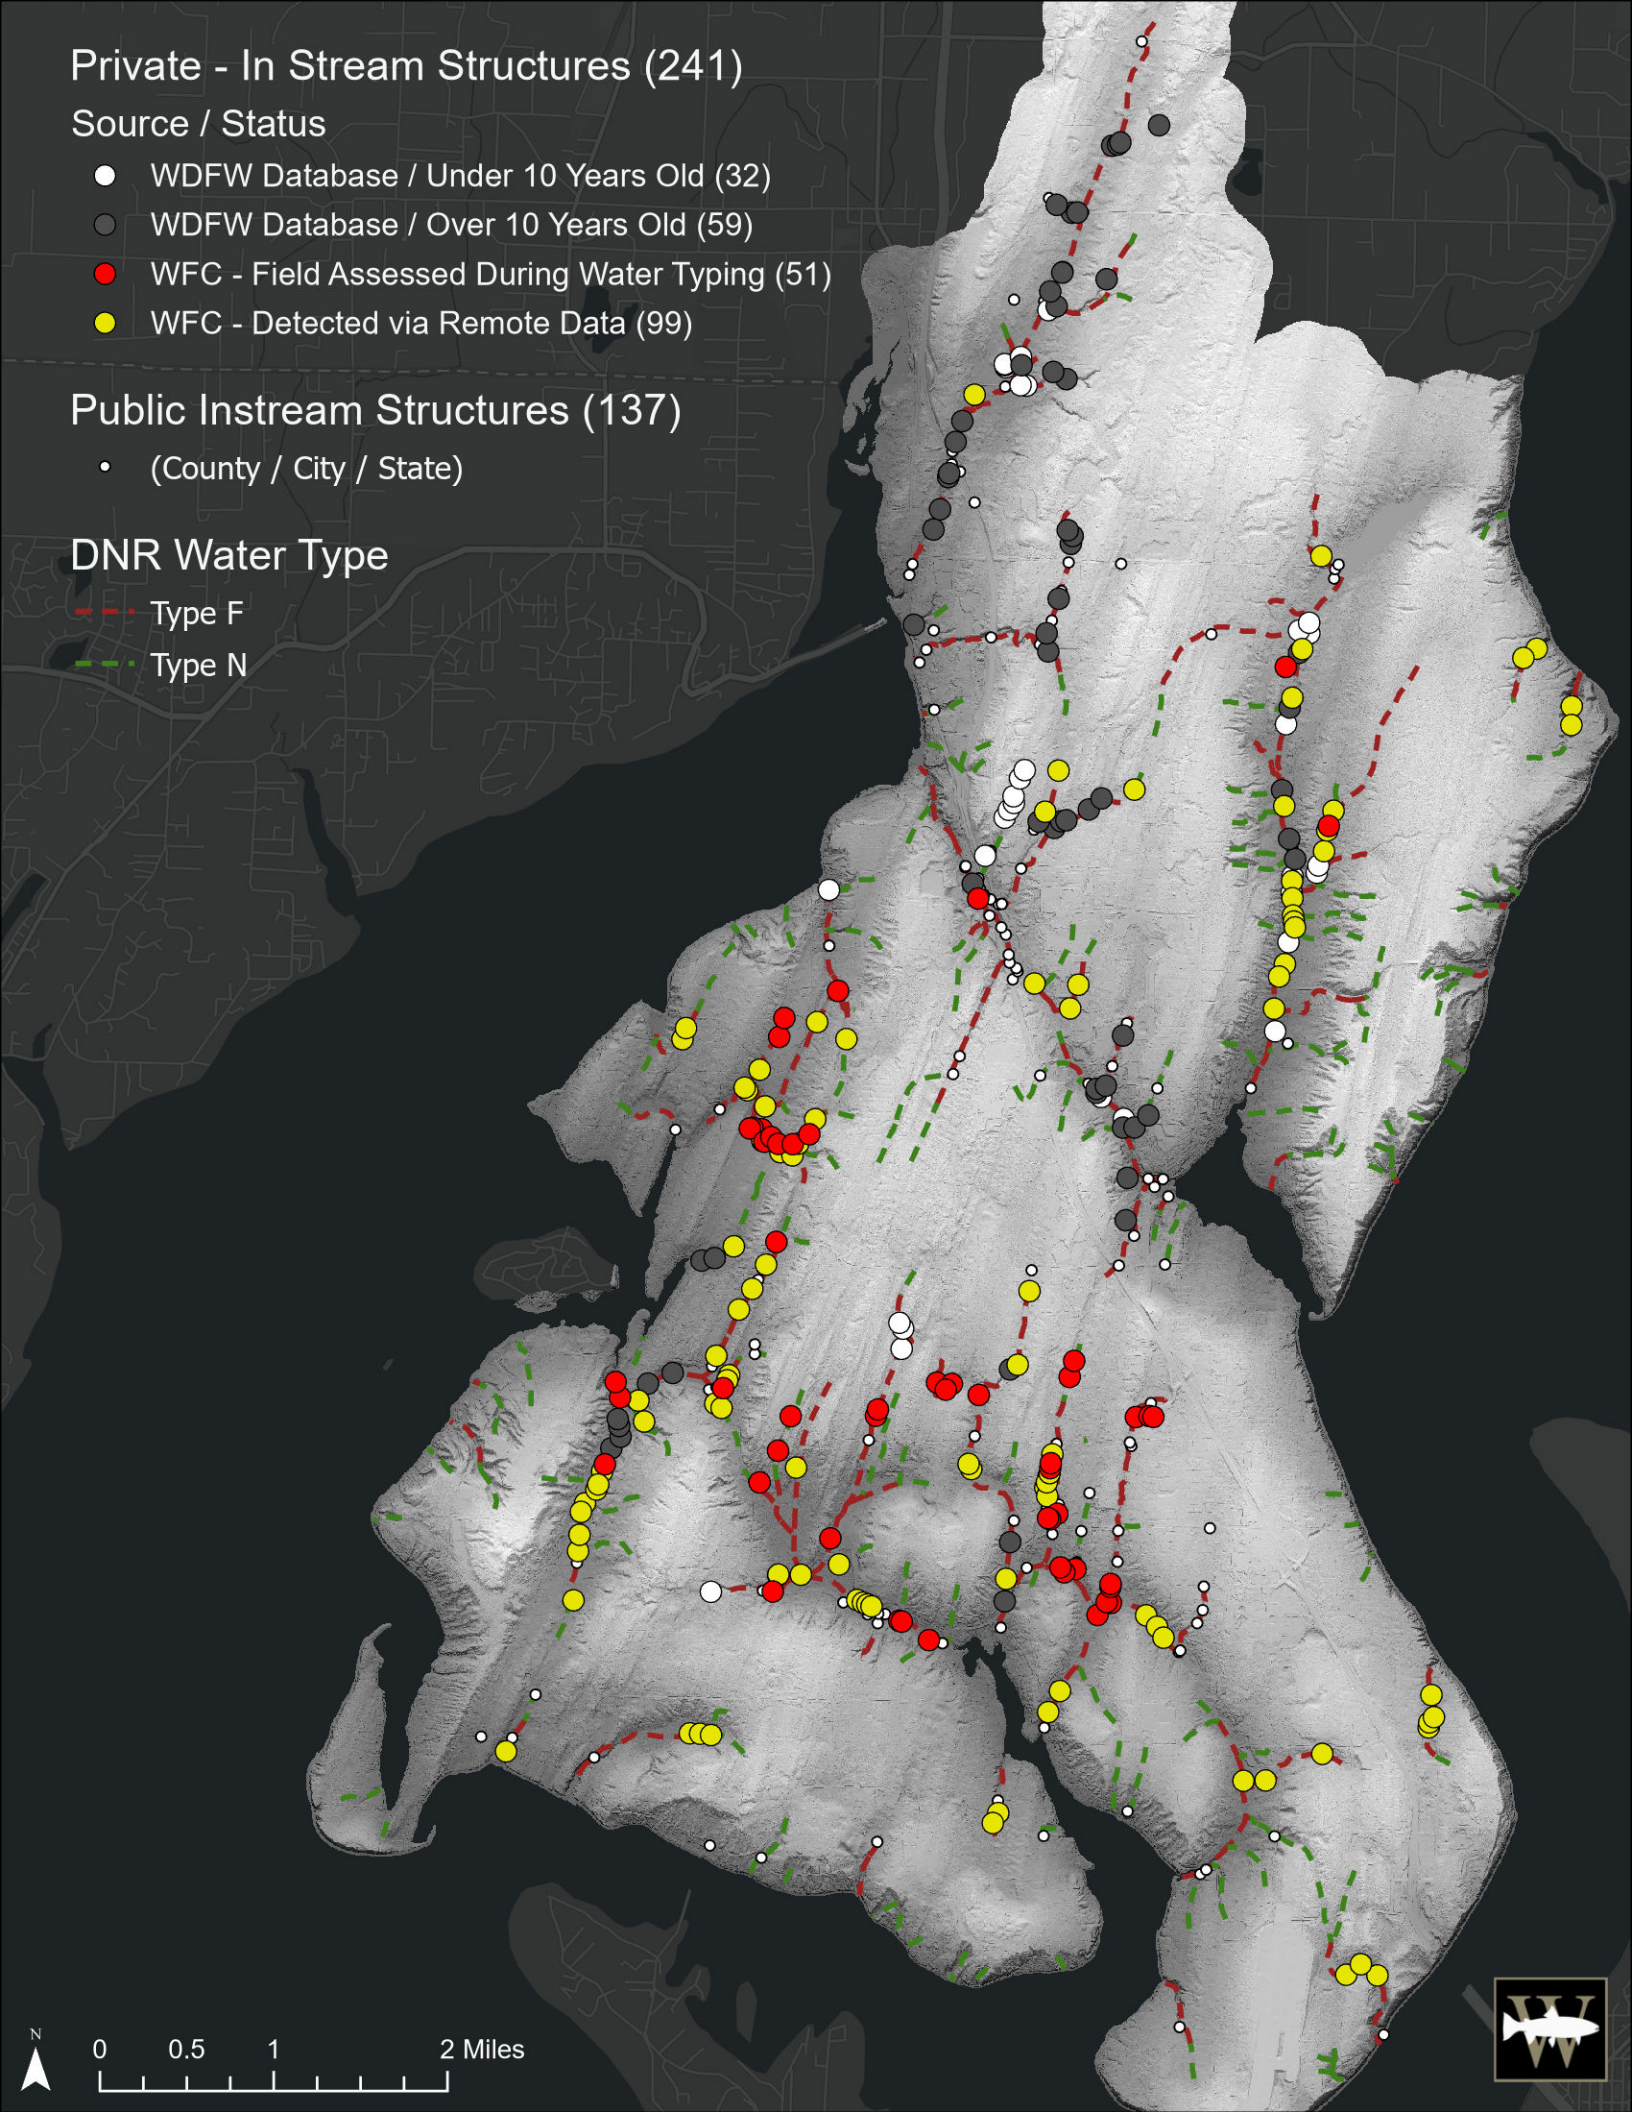 Private - In Stream Structures (241)
Source / Status
WDFW Database / Under 10 Years Old (32)
WDFW Database / Over 10 Years Old (59)
WFC - Field Assessed During Water Typing (51)
WFC - Detected via Remote Data (99)
Public Instream Structures (137)
(County / City / State)
DNR Water Type
Type F
Type N
N
0 0.5 1 2 Miles
W